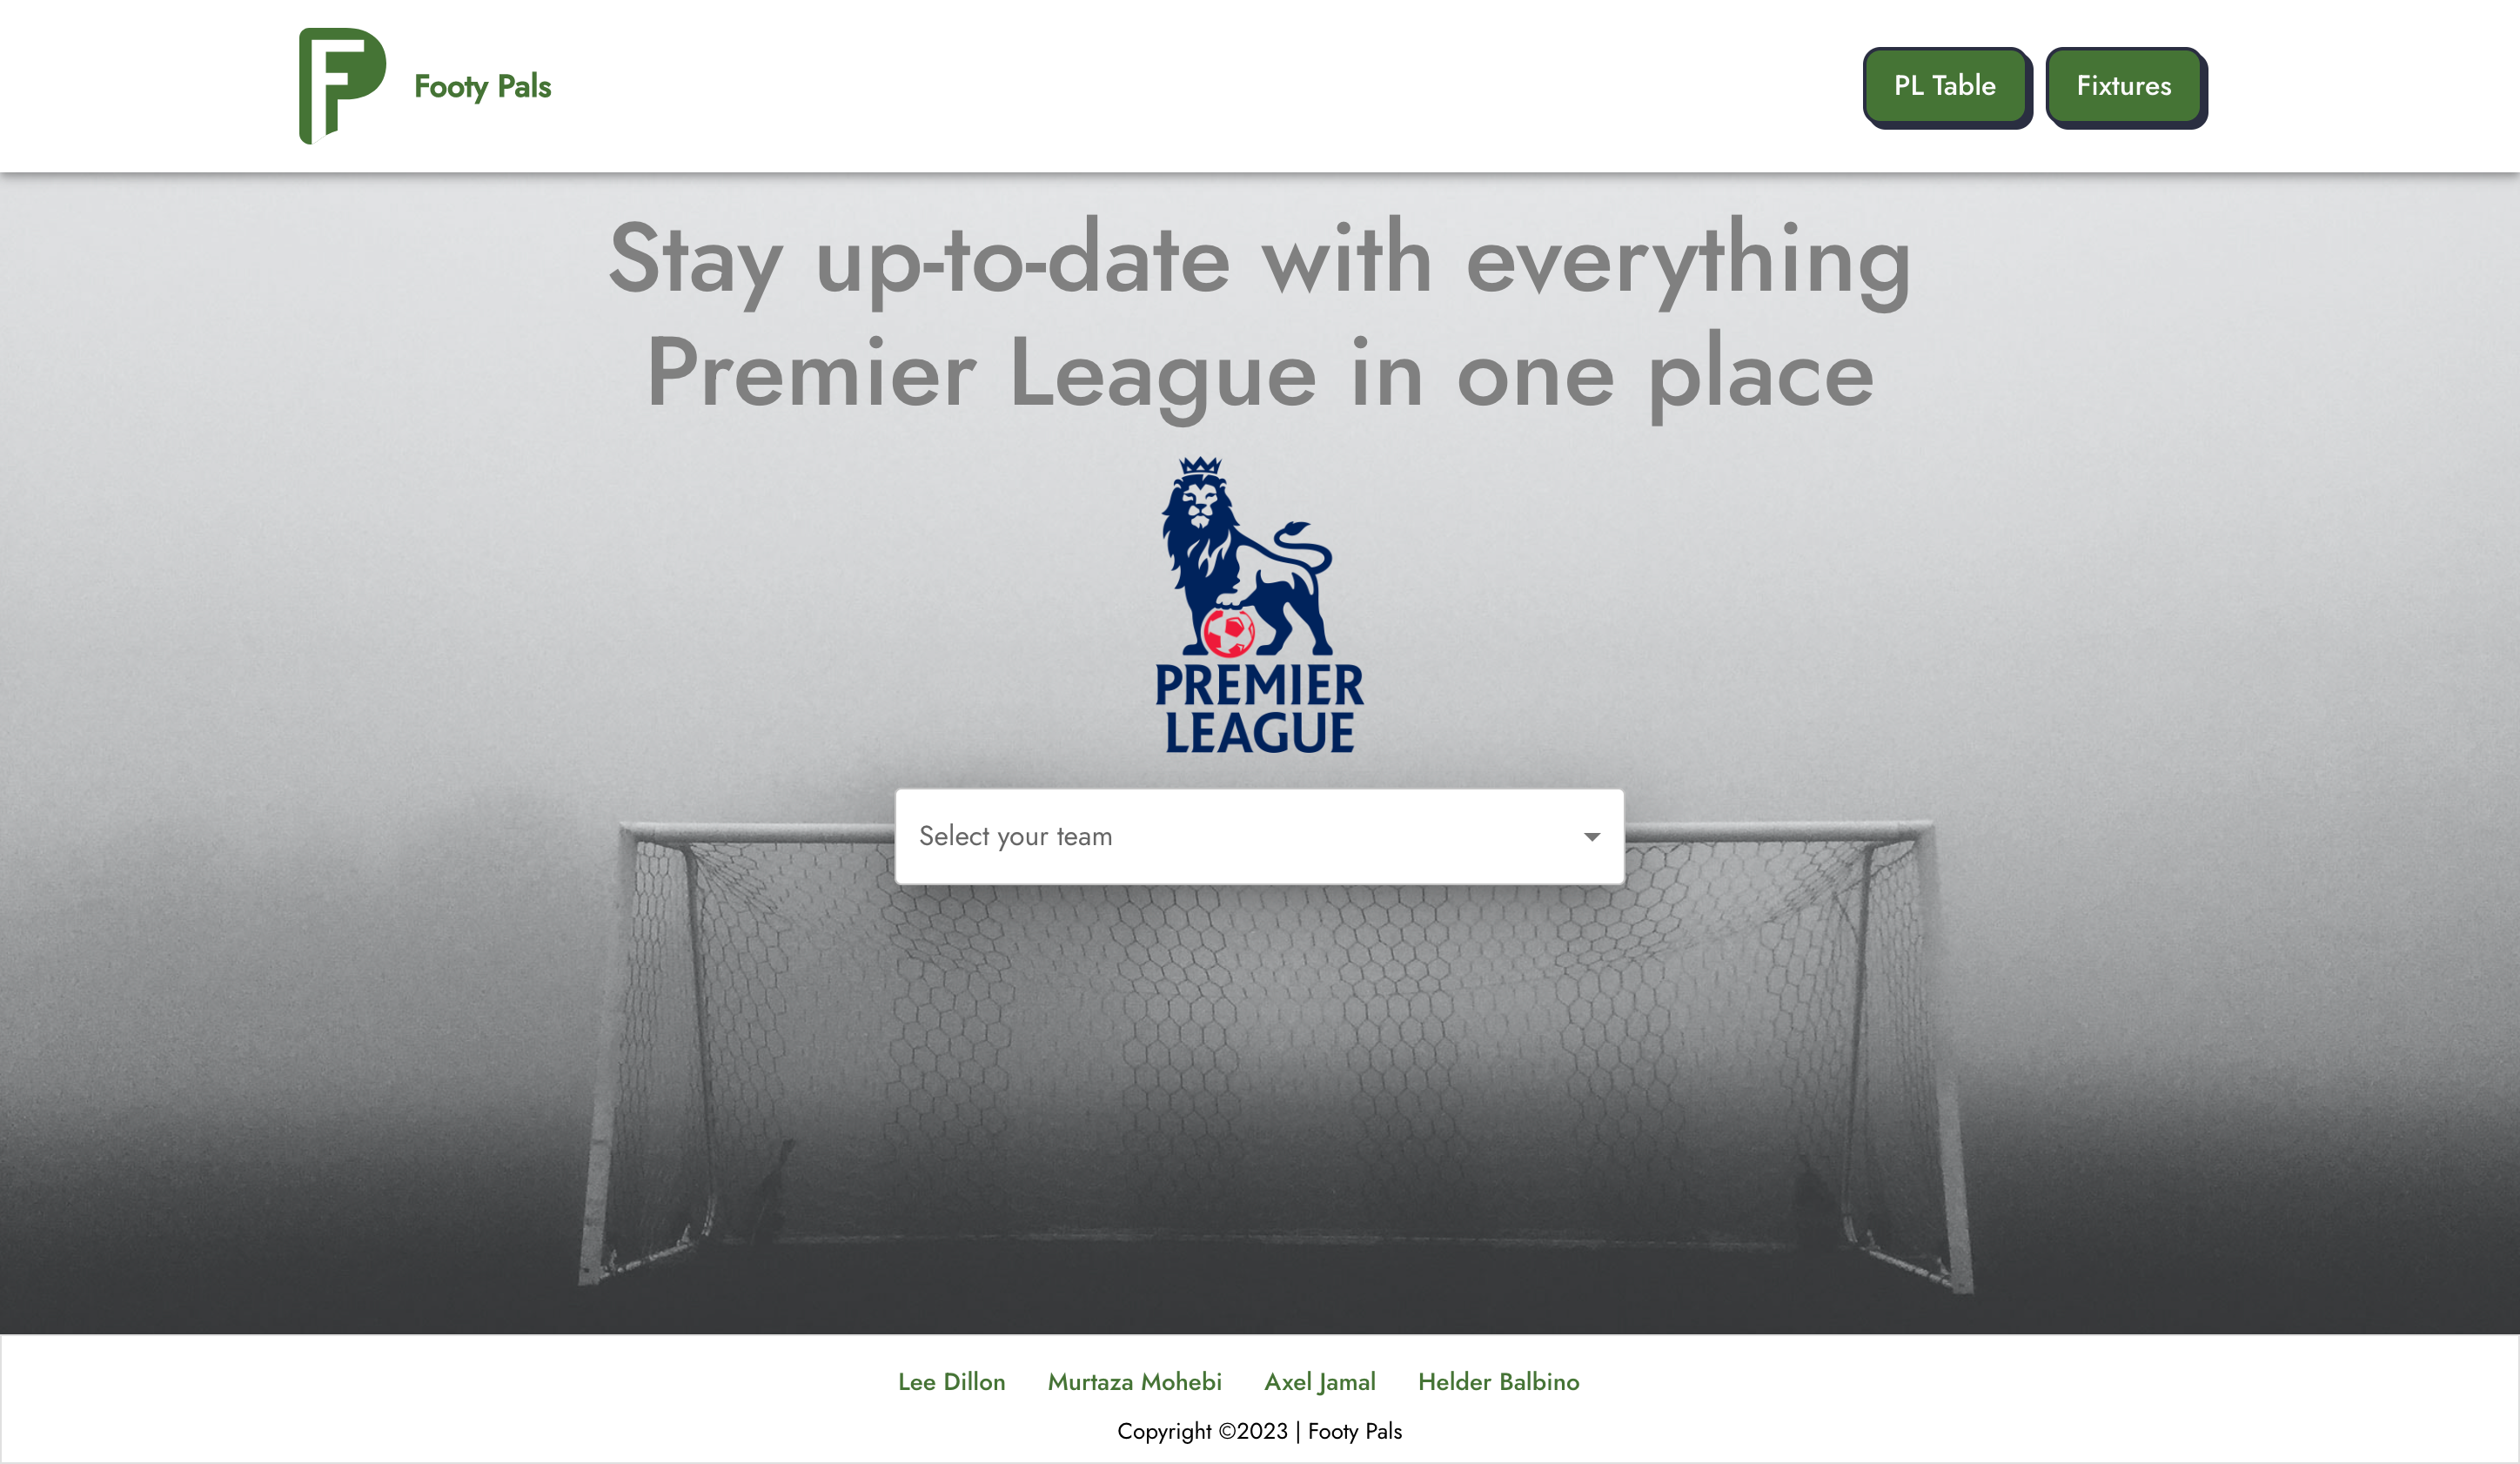 Footy Pals
PL Table
Fixtures
Stay up-to-date with everything
Premier League in one place
PREMIER
LEAGUE
Select your team
Lee Dillon Murtaza Mohebi Axel Jamal Helder Balbino
Copyright ©2023 | Footy Pals